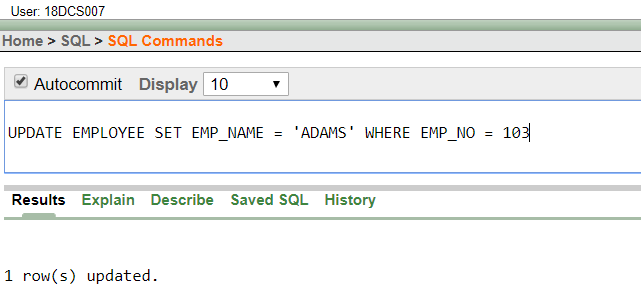 User: 18DCS007
Home > SQL > SQL Commands
Autocommit Display 10
UPDATE EMPLOYEE SET EMP_NAME = 'ADAMS' WHERE EMP_NO = 103
Results Explain Describe Saved SQL History
1 row(s) updated.